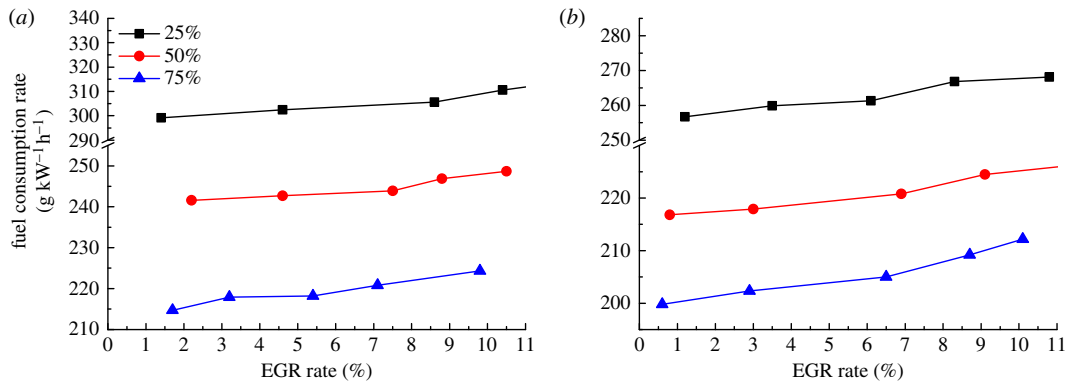 (a)
340
330
320
310
300
290
250
240
230
220
210
25%
50%
75%
fuel consumption rate
(g kW⁻¹ h⁻¹)
0 1 2 3 4 5 6 7 8 9 10 11
EGR rate (%)
(b)
280
270
260
250
220
210
200
0 1 2 3 4 5 6 7 8 9 10 11
EGR rate (%)